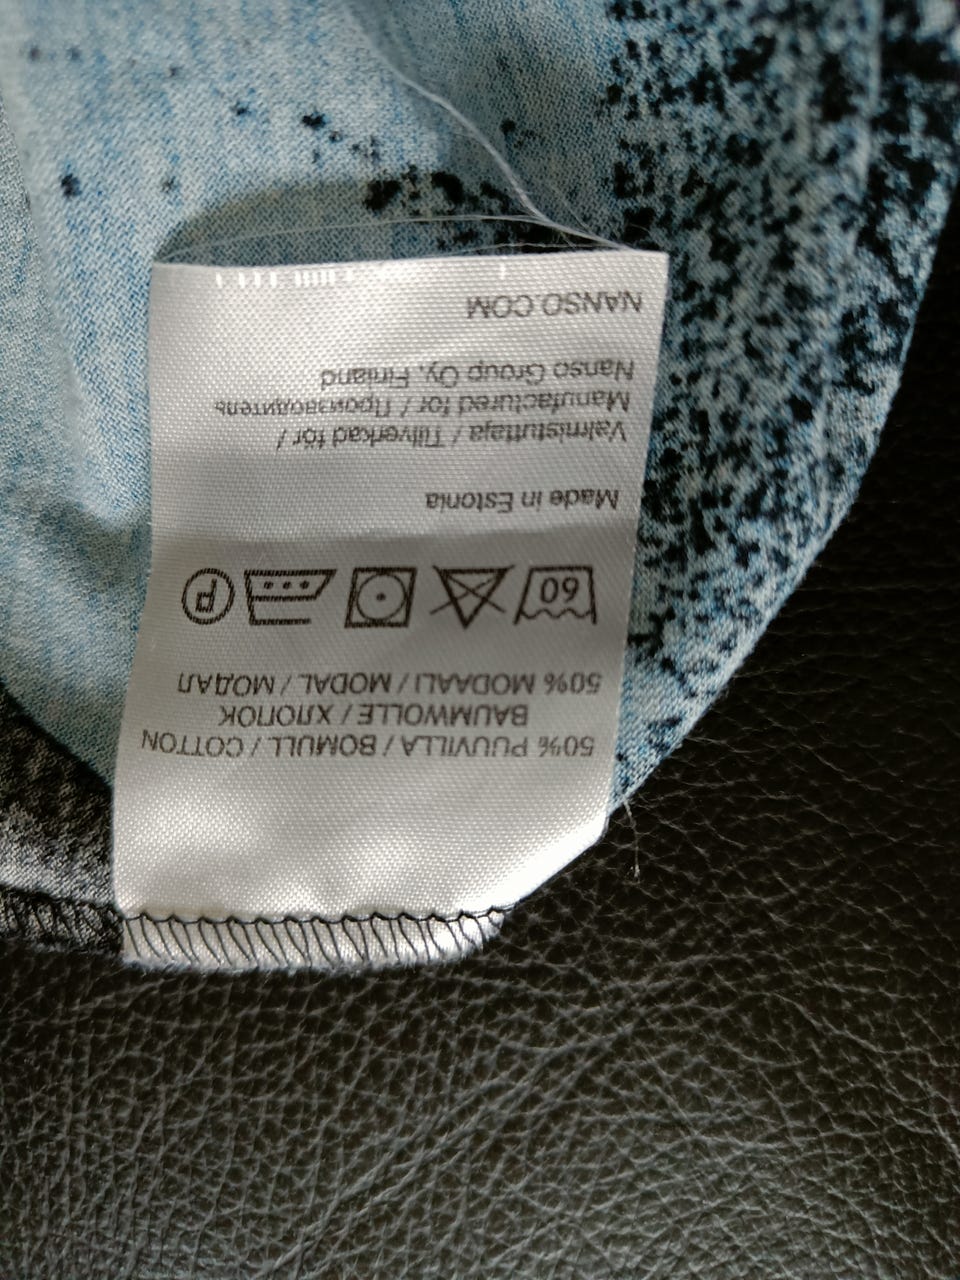 50% PUUVILLA / BOMULL / COTTON
BAUMWOLLE / ХЛОПОК
50% MODAALI / MODAL / МОДАЛ
60
P
Made in Estonia
Valmistuttaja / Tillverkad för /
Manufactured for / Производитель
Nanso Group Oy, Finland
NANSO.COM